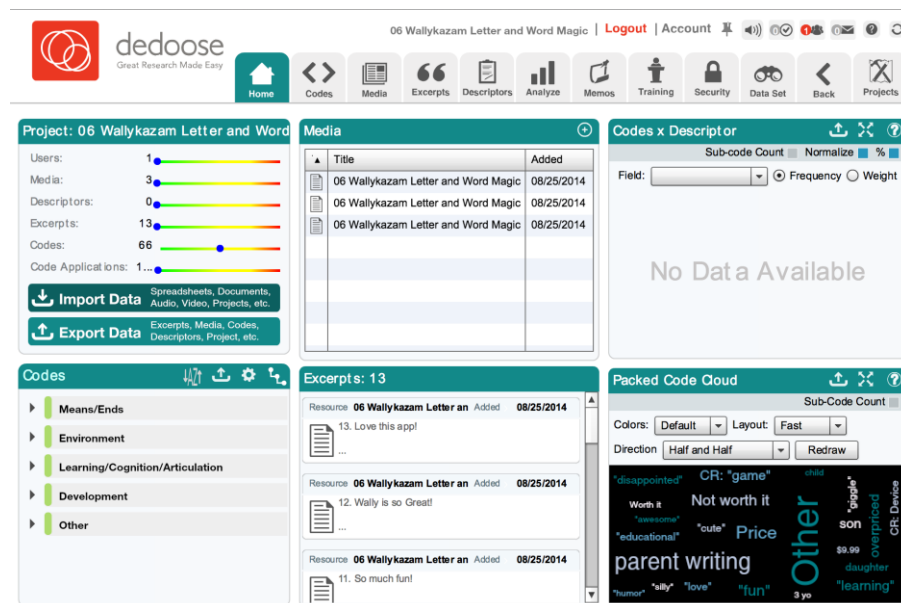 dedoose
Great Research Made Easy
06 Wallykazam Letter and Word Magic | Logout | Account
Home
Codes
Media
Excerpts
Descriptors
Analyze
Memos
Training
Security
Data Set
Back
Projects
Project: 06 Wallykazam Letter and Word
Users: 1
Media: 3
Descriptors: 0
Excerpts: 13
Codes: 66
Code Applications: 1...
Import Data
Spreadsheets, Documents,
Audio, Video, Projects, etc.
Export Data
Excerpts, Media, Codes,
Descriptors, Project, etc.
Media
Title Added
06 Wallykazam Letter and Word Magic 08/25/2014
06 Wallykazam Letter and Word Magic 08/25/2014
06 Wallykazam Letter and Word Magic 08/25/2014
Codes x Descriptor
Sub-code Count Normalize %
Field: Frequency Weight
No Data Available
Codes
Means/Ends
Environment
Learning/Cognition/Articulation
Development
Other
Excerpts: 13
Resource 06 Wallykazam Letter an Added 08/25/2014
13. Love this app!
...
Resource 06 Wallykazam Letter an Added 08/25/2014
12. Wally is so Great!
...
Resource 06 Wallykazam Letter an Added 08/25/2014
11. So much fun!
Packed Code Cloud
Sub-Code Count
Colors: Default Layout: Fast
Direction Half and Half Redraw
"disappointed"
CR: "game"
child
Worth it
Not worth it
"awesome"
"educational"
"cute"
Price
Other
"giggle"
son
overpriced
CR: Device
$9.99
parent writing
daughter
"humor"
"silly"
"love"
"fun"
3 yo
"learning"